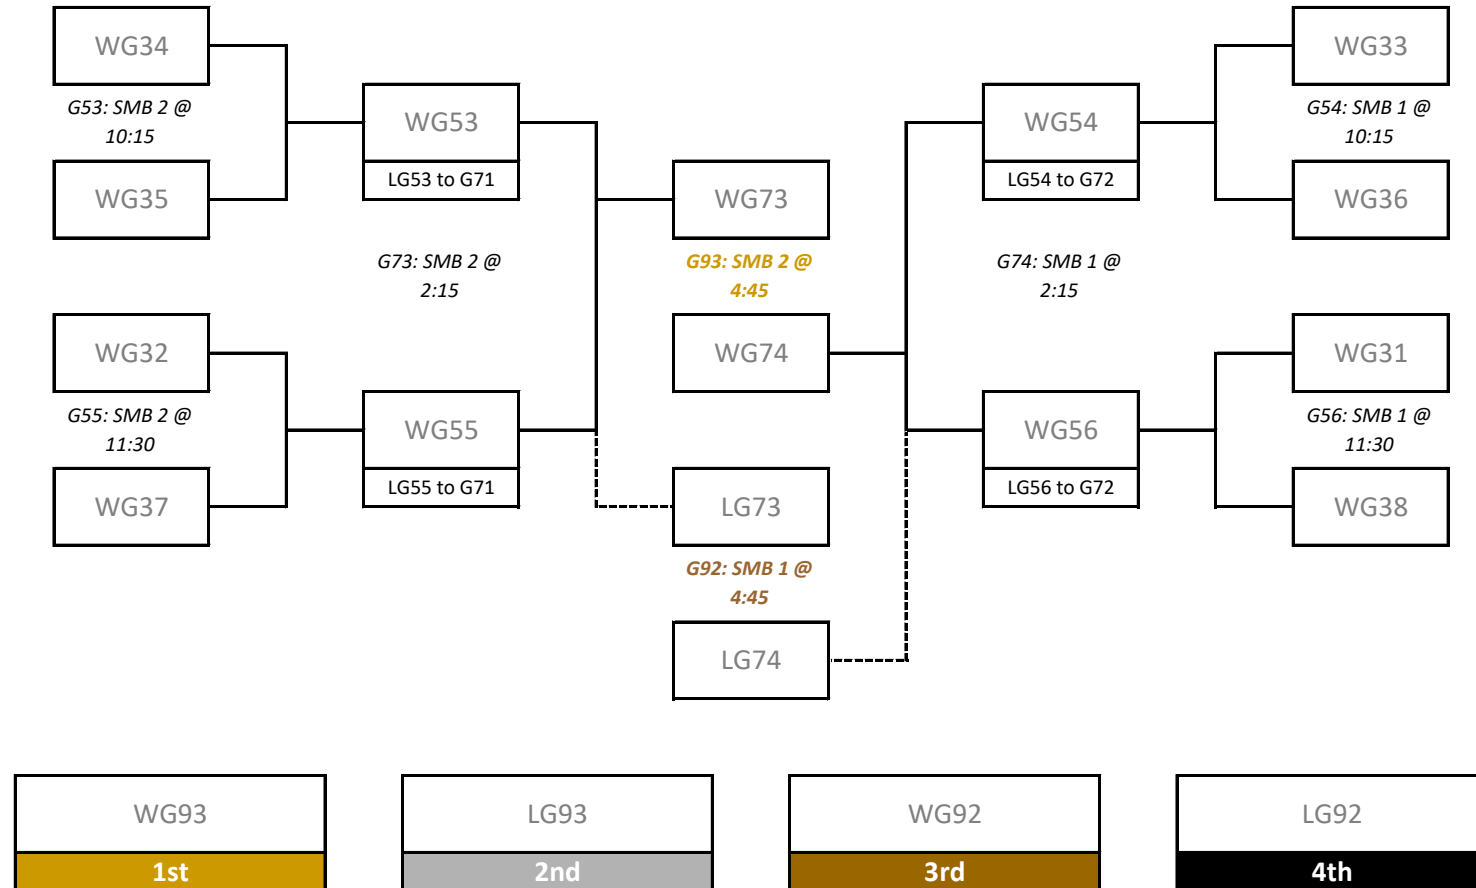 WG34
G53: SMB 2 @
10:15
WG35
WG53
LG53 to G71
G73: SMB 2 @
2:15
WG32
G55: SMB 2 @
11:30
WG37
WG55
LG55 to G71
WG73
G93: SMB 2 @
4:45
WG74
LG73
G92: SMB 1 @
4:45
LG74
WG54
LG54 to G72
G74: SMB 1 @
2:15
WG56
LG56 to G72
WG33
G54: SMB 1 @
10:15
WG36
WG31
G56: SMB 1 @
11:30
WG38
WG93
1st
LG93
2nd
WG92
3rd
LG92
4th